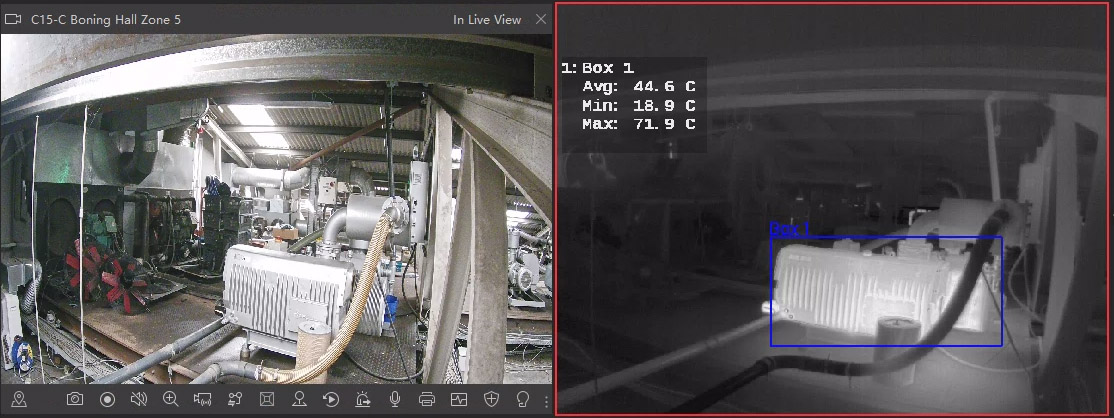 C15-C Boning Hall Zone 5
In Live View
1: Box 1
Avg: 44.6 C
Min: 18.9 C
Max: 71.9 C
Box 1